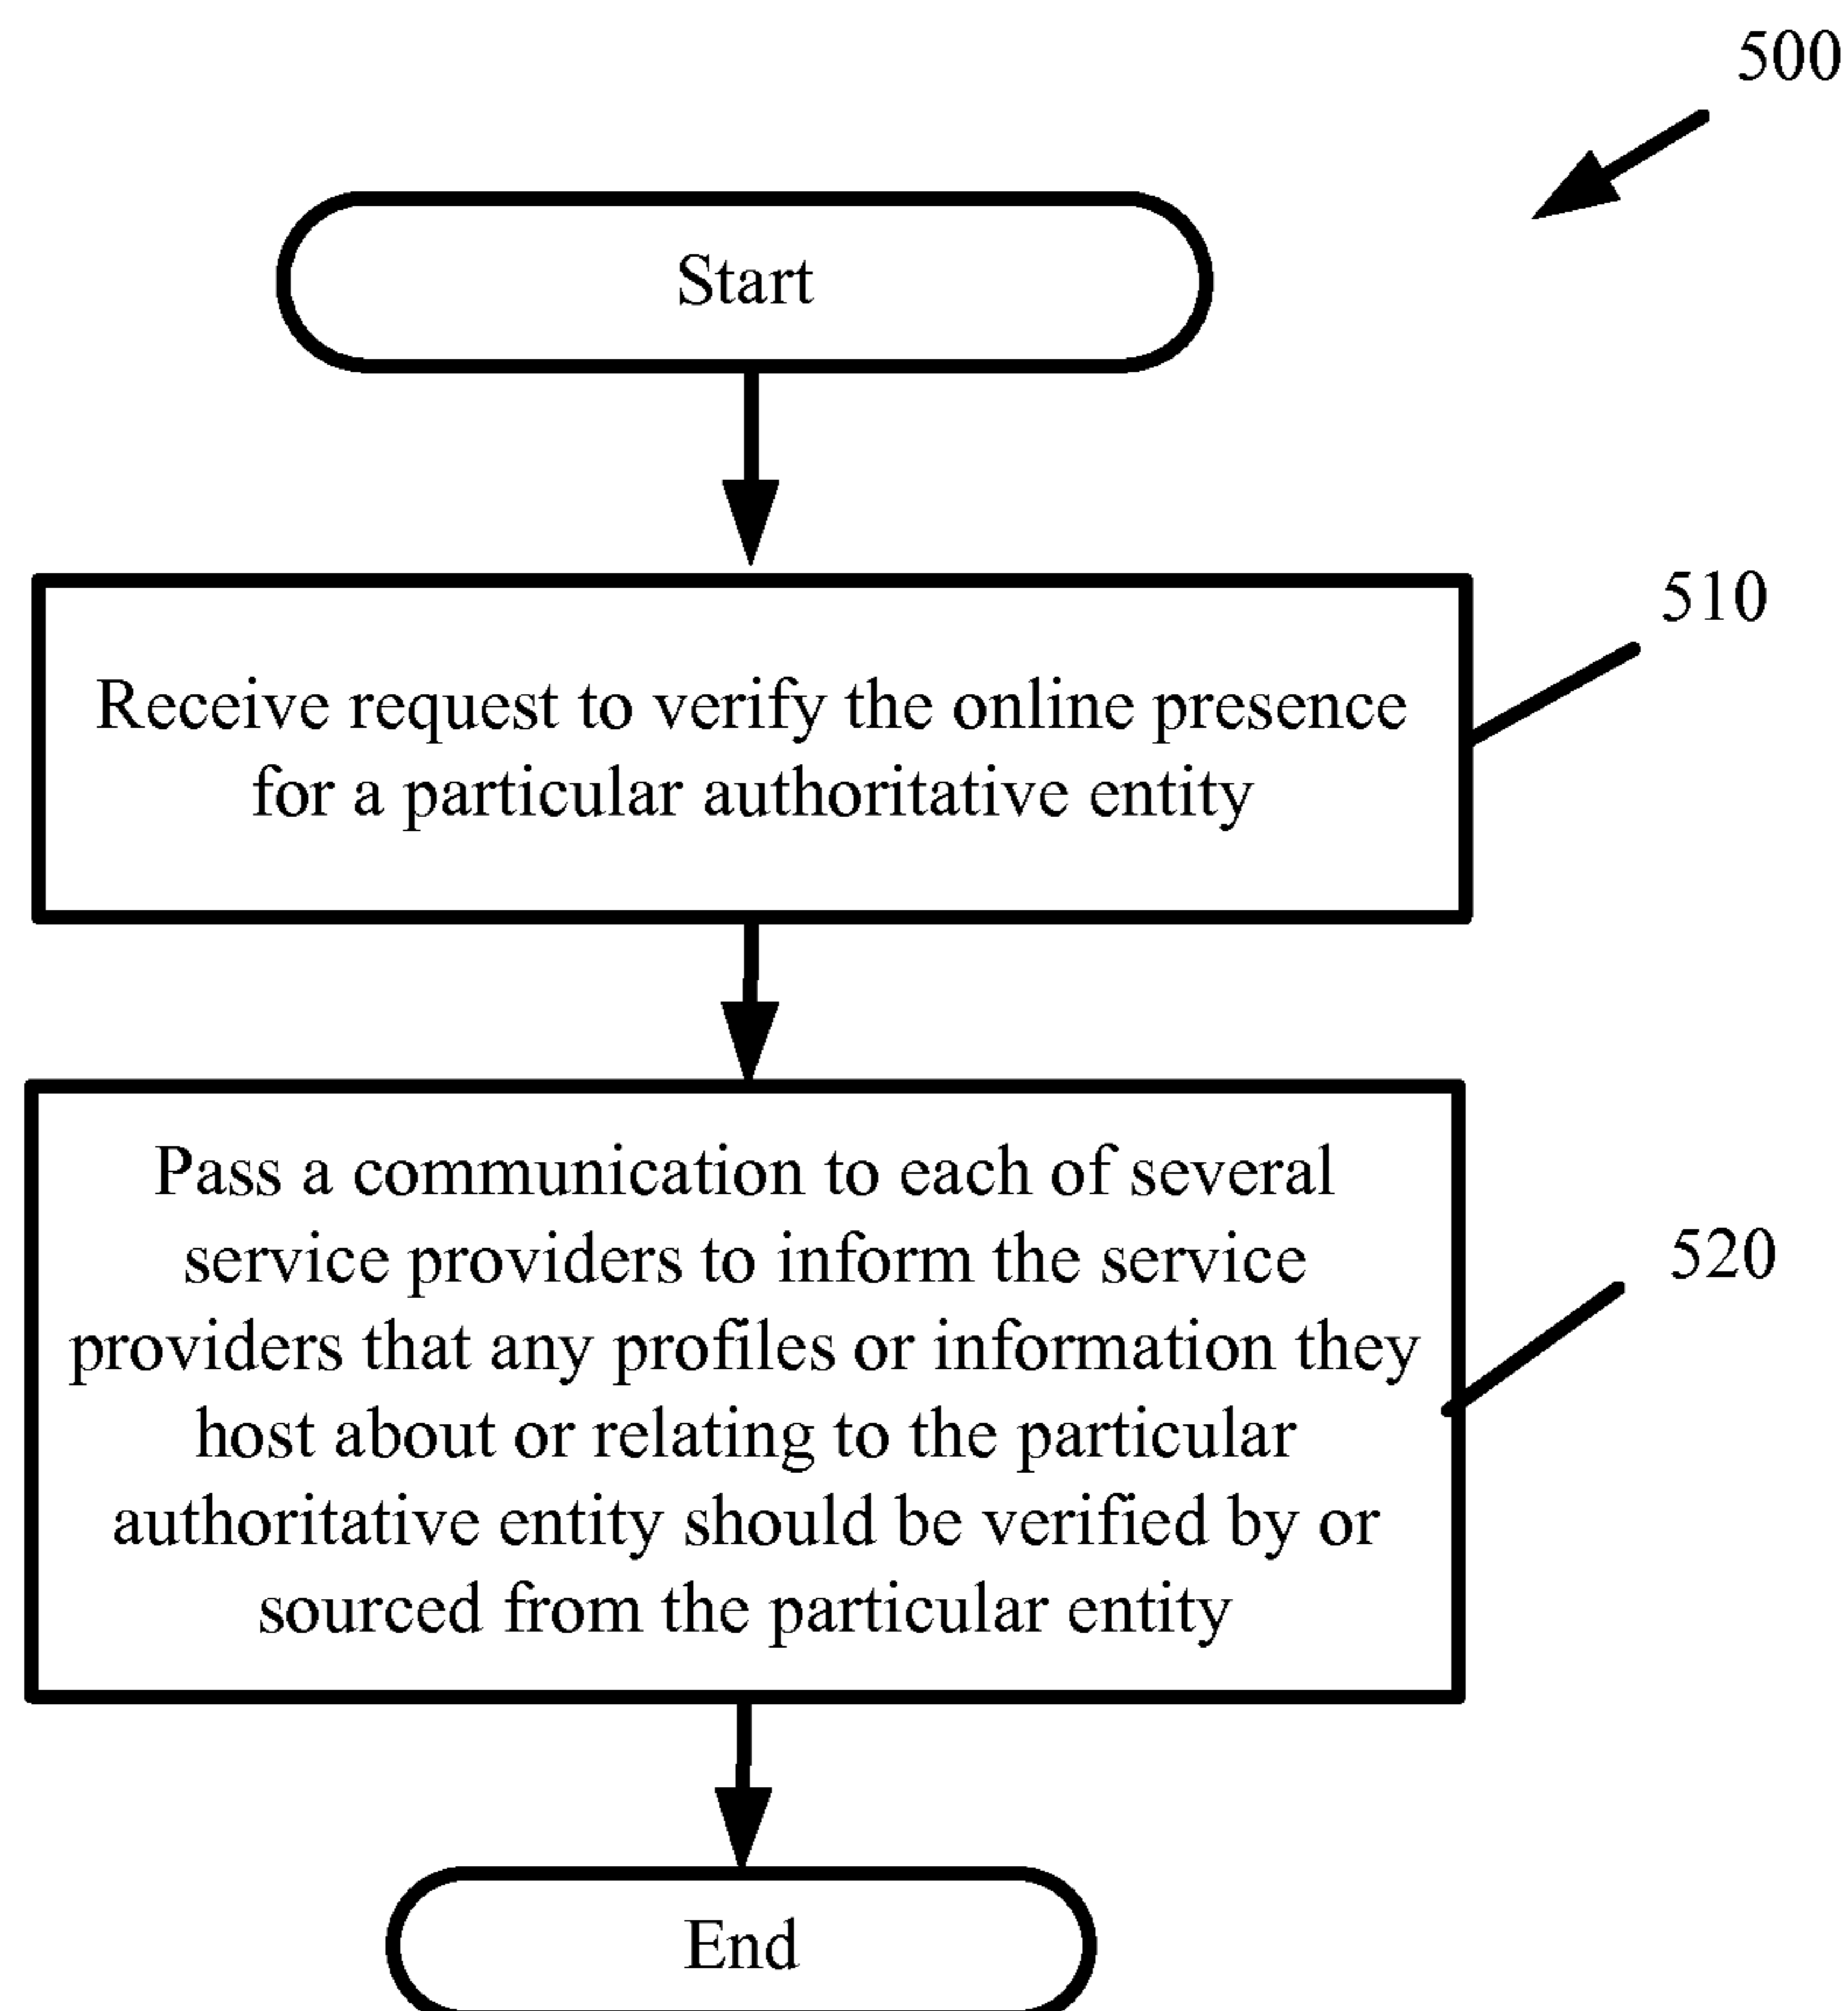 500
Start
510
Receive request to verify the online presence
for a particular authoritative entity
Pass a communication to each of several
service providers to inform the service
520
providers that any profiles or information they
host about or relating to the particular
authoritative entity should be verified by or
sourced from the particular entity
End